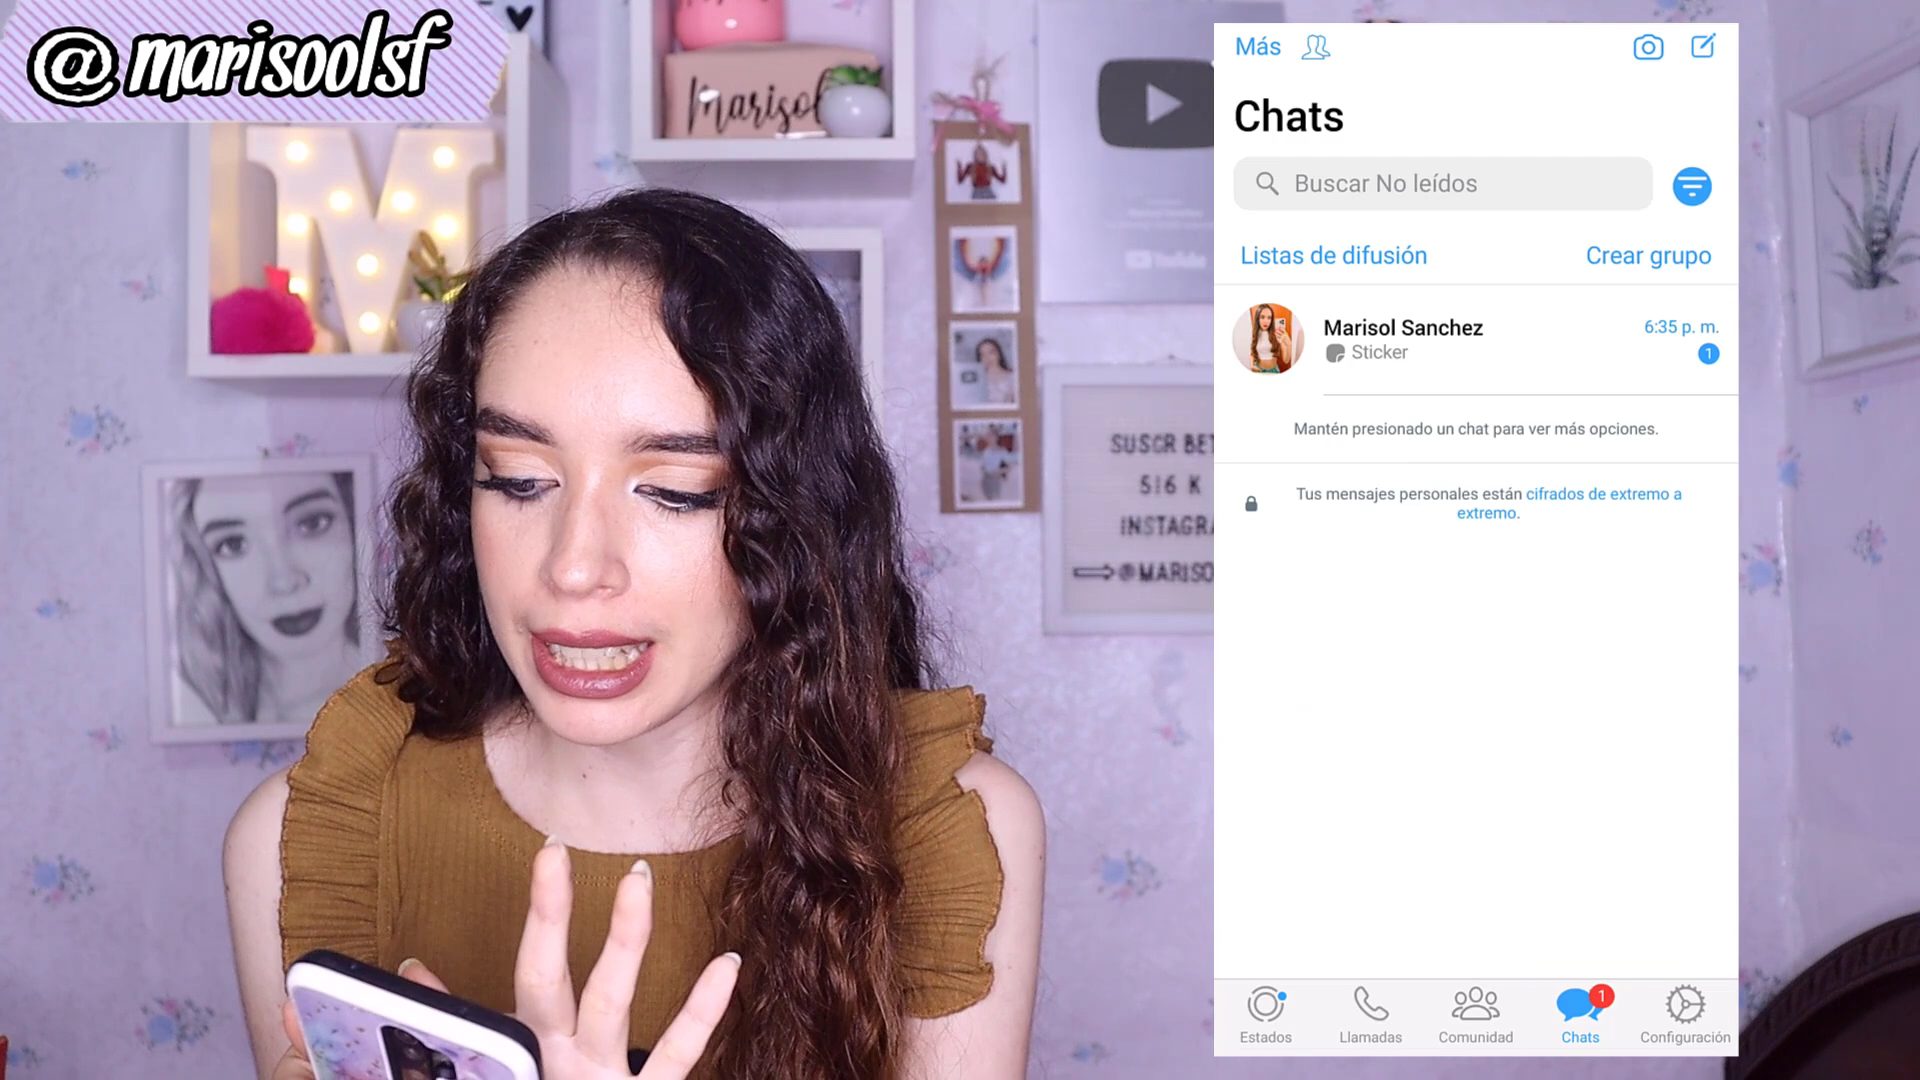 @marisoolsf
Marisol
SUSCR BET
516 K
INSTAGRA
@MARISO
Más
Chats
Buscar No leídos
Listas de difusión
Crear grupo
Marisol Sanchez
6:35 p. m.
Sticker
1
Mantén presionado un chat para ver más opciones.
Tus mensajes personales están cifrados de extremo a
extremo.
1
Estados
Llamadas
Comunidad
Chats
Configuración